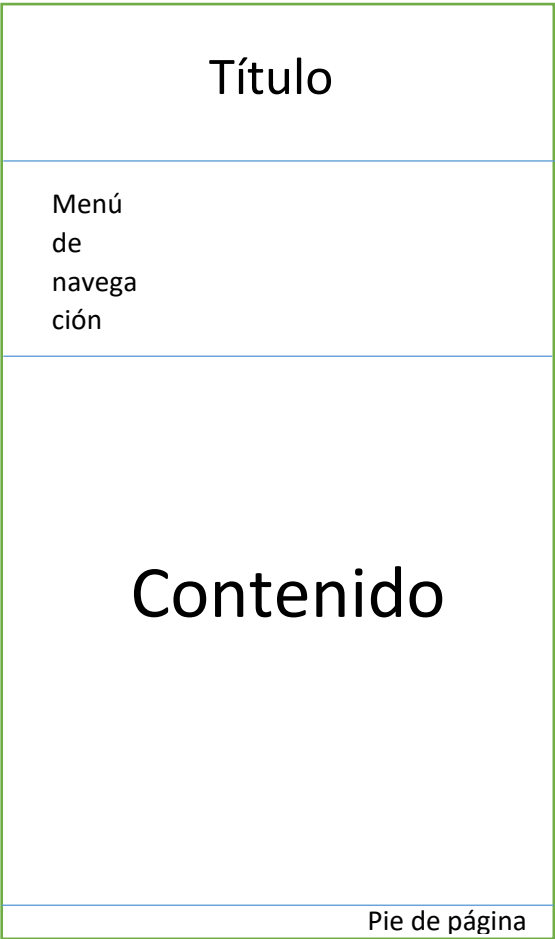 Título
Menú
de
navega
ción
Contenido
Pie de página